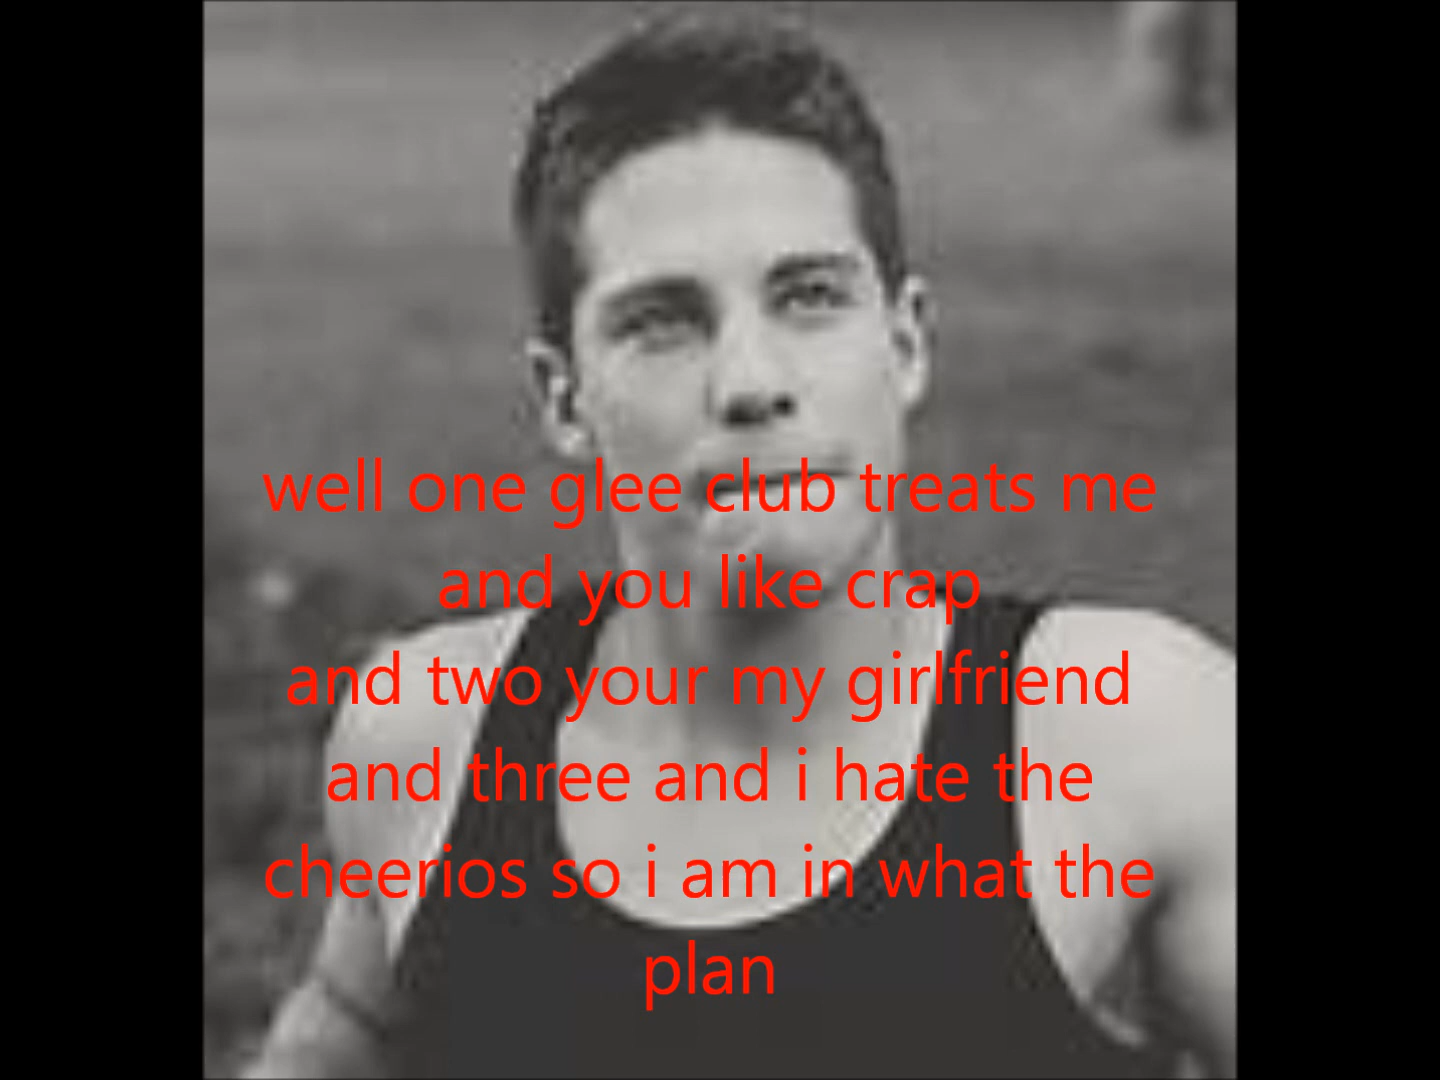 well one glee club treats me
and you like crap
and two your my girlfriend
and three and i hate the
cheerios so i am in what the
plan